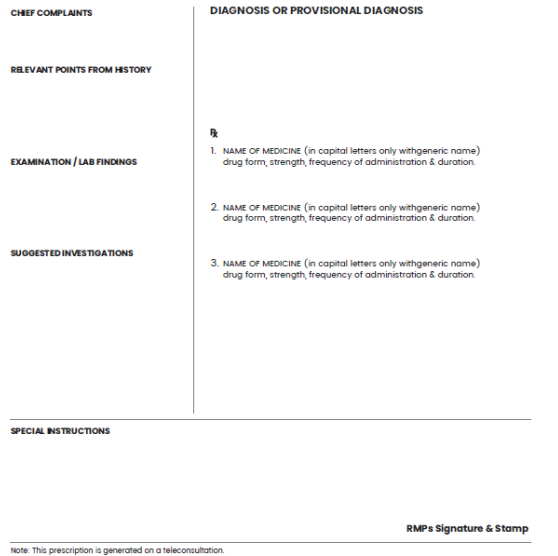 CHIEF COMPLAINTS
RELEVANT POINTS FROM HISTORY
EXAMINATION / LAB FINDINGS
SUGGESTED INVESTIGATIONS
DIAGNOSIS OR PROVISIONAL DIAGNOSIS
℞
1. NAME OF MEDICINE (in capital letters only withgeneric name)
drug form, strength, frequency of administration & duration.
2. NAME OF MEDICINE (in capital letters only withgeneric name)
drug form, strength, frequency of administration & duration.
3. NAME OF MEDICINE (in capital letters only withgeneric name)
drug form, strength, frequency of administration & duration.
SPECIAL INSTRUCTIONS
RMPs Signature & Stamp
Note: This prescription is generated on a teleconsultation.